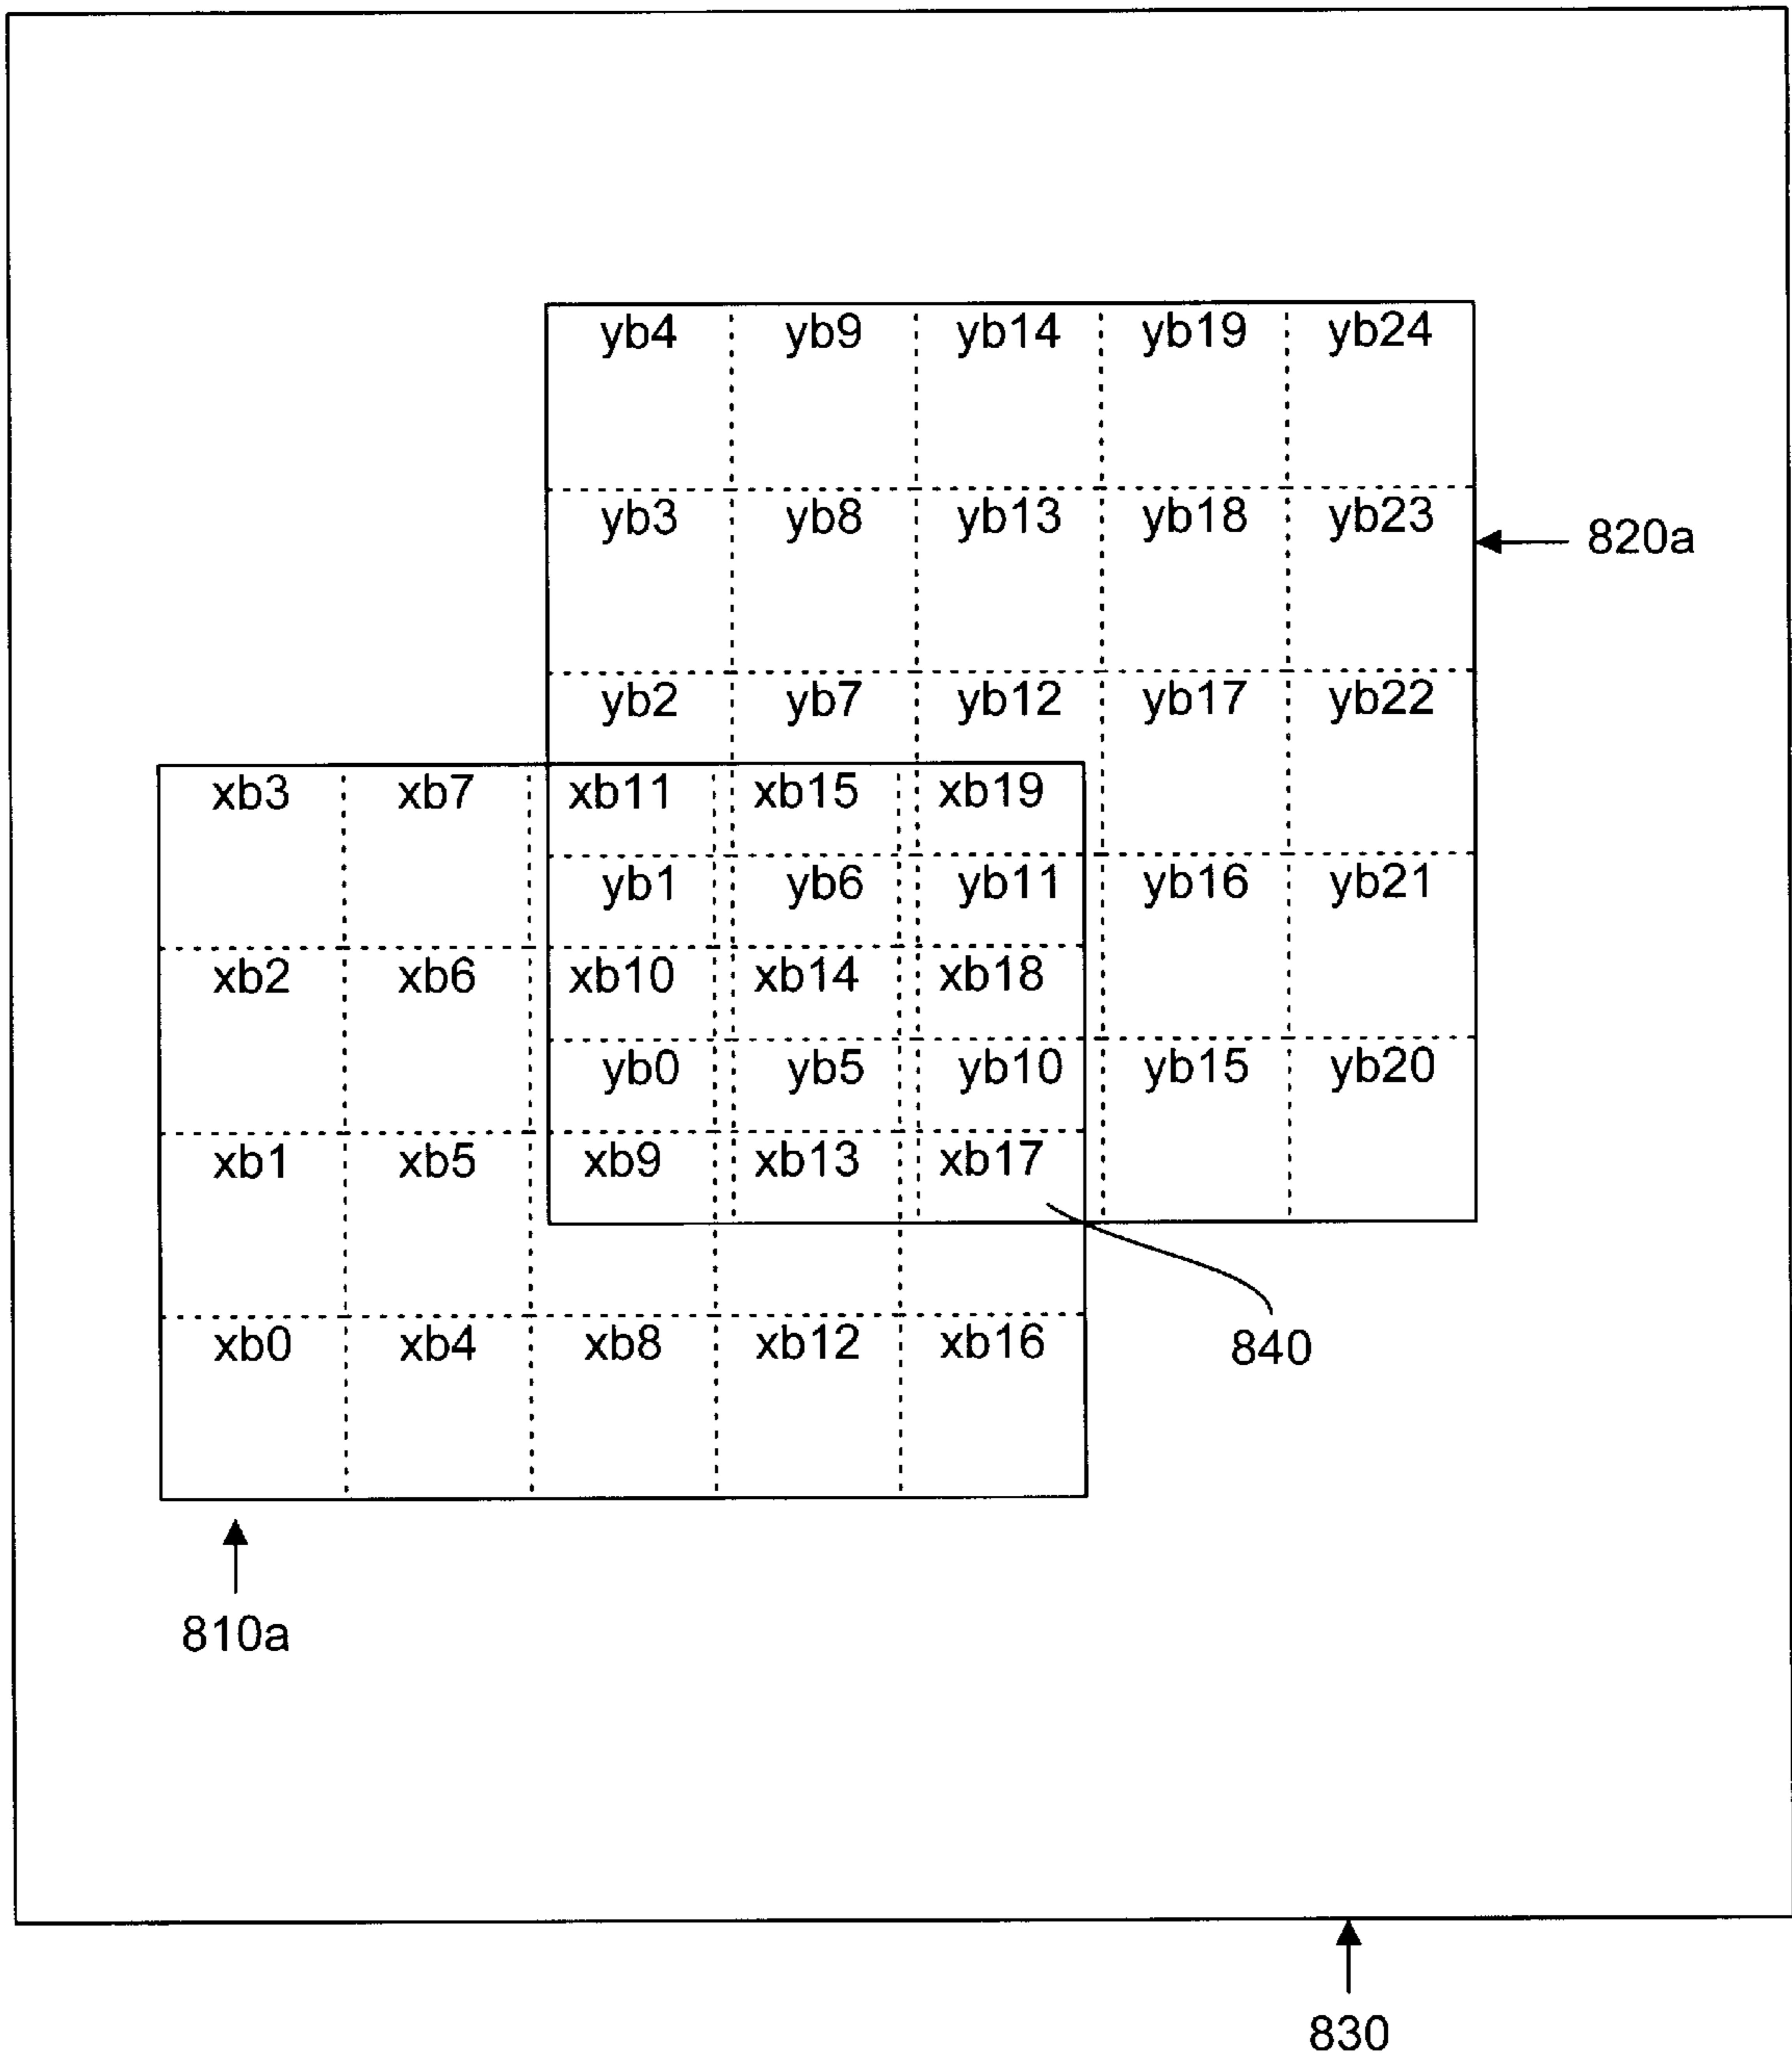 yb4 yb9 yb14 yb19 yb24
yb3 yb8 yb13 yb18 yb23
820a
yb2 yb7 yb12 yb17 yb22
xb3 xb7 xb11 xb15 xb19
yb1 yb6 yb11 yb16 yb21
xb2 xb6 xb10 xb14 xb18
yb0 yb5 yb10 yb15 yb20
xb1 xb5 xb9 xb13 xb17
xb0 xb4 xb8 xb12 xb16
840
810a
830